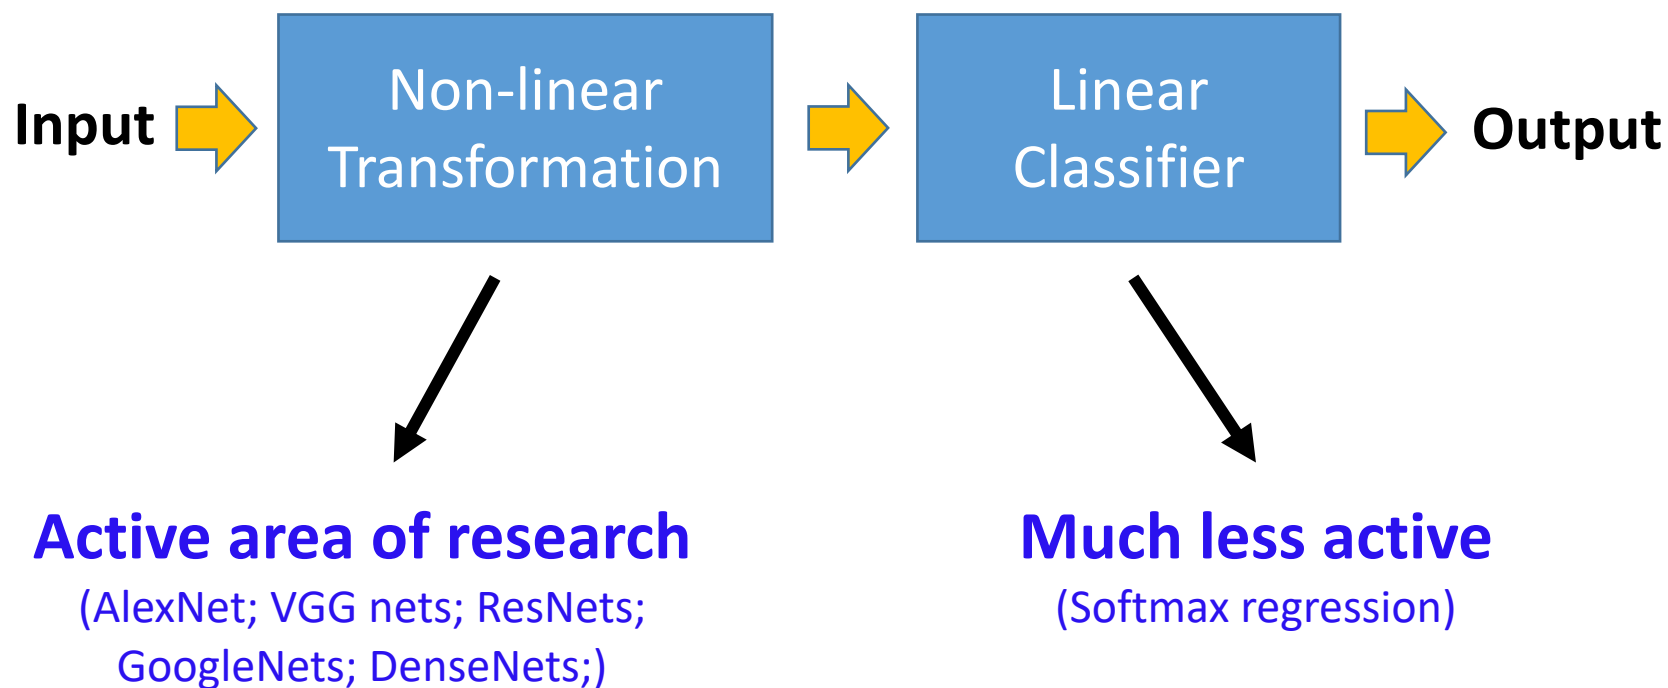 Input
Non-linear
Transformation
Linear
Classifier
Output
Active area of research
(AlexNet; VGG nets; ResNets;
GoogleNets; DenseNets;)
Much less active
(Softmax regression)